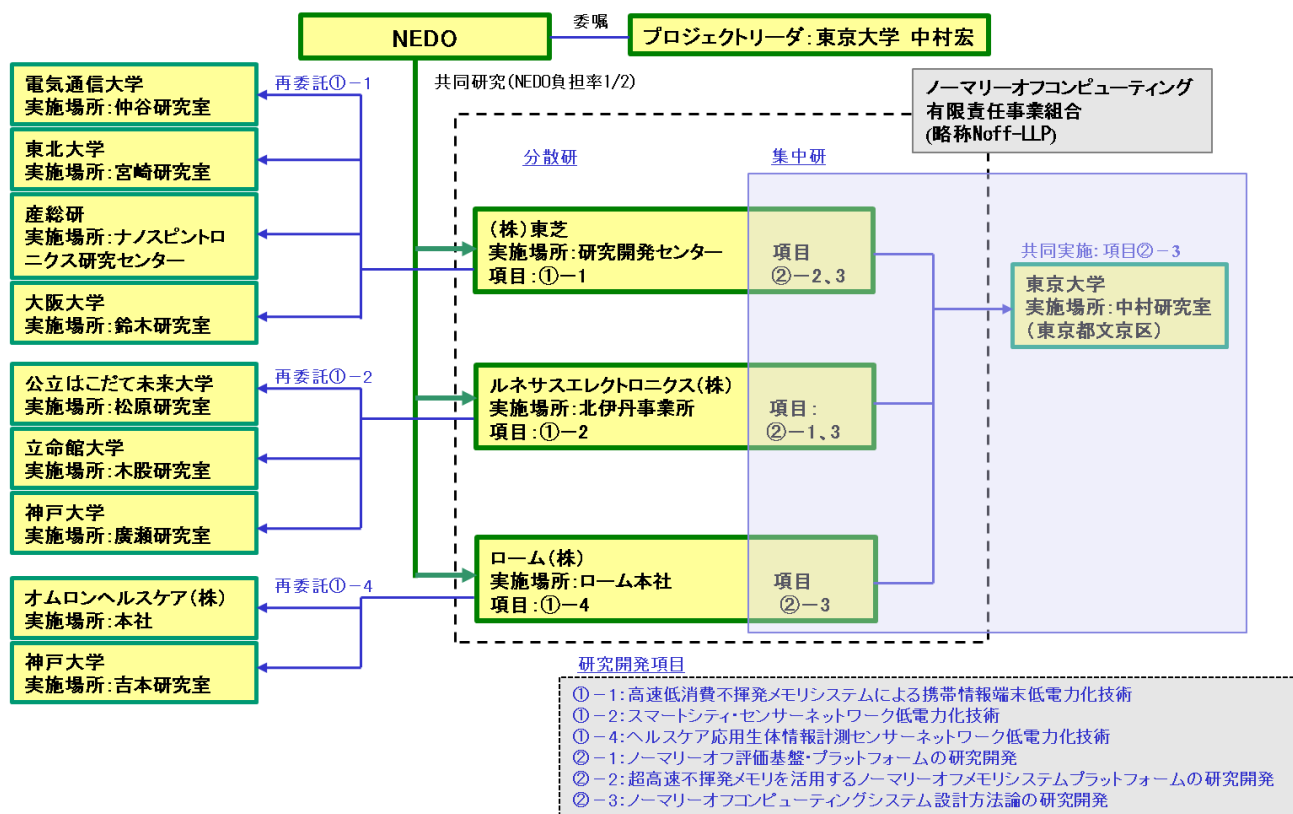 委嘱
NEDO
プロジェクトリーダ:東京大学 中村宏
共同研究(NEDO負担率1/2)
ノーマリーオフコンピューティング
有限責任事業組合
(略称Noff-LLP)
再委託①-1
電気通信大学
実施場所:仲谷研究室
東北大学
実施場所:宮崎研究室
産総研
実施場所:ナノスピントロ
ニクス研究センター
大阪大学
実施場所:鈴木研究室
再委託①-2
公立はこだて未来大学
実施場所:松原研究室
立命館大学
実施場所:木股研究室
神戸大学
実施場所:廣瀬研究室
再委託①-4
オムロンヘルスケア(株)
実施場所:本社
神戸大学
実施場所:吉本研究室
分散研
集中研
(株)東芝
実施場所:研究開発センター
項目:①-1
項目
②-2、3
ルネサスエレクトロニクス(株)
実施場所:北伊丹事業所
項目:①-2
項目:
②-1、3
ローム(株)
実施場所:ローム本社
項目:①-4
項目
②-3
共同実施:項目②-3
東京大学
実施場所:中村研究室
(東京都文京区)
研究開発項目
①-1:高速低消費不揮発メモリシステムによる携帯情報端末低電力化技術
①-2:スマートシティ・センサーネットワーク低電力化技術
①-4:ヘルスケア応用生体情報計測センサーネットワーク低電力化技術
②-1:ノーマリーオフ評価基盤・プラットフォームの研究開発
②-2:超高速不揮発メモリを活用するノーマリーオフメモリシステムプラットフォームの研究開発
②-3:ノーマリーオフコンピューティングシステム設計方法論の研究開発